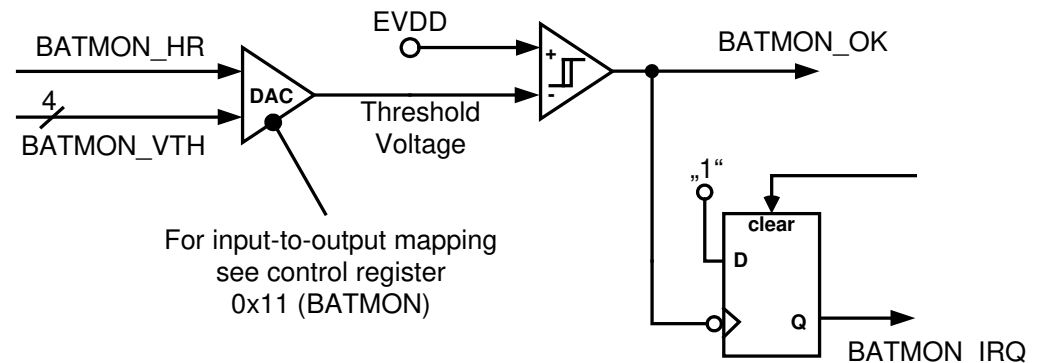 EVDD
BATMON_HR
BATMON_OK
+
DAC
-
4
Threshold
Voltage
BATMON_VTH
„1“
clear
For input-to-output mapping
see control register
0x11 (BATMON)
D
Q
BATMON_IRQ